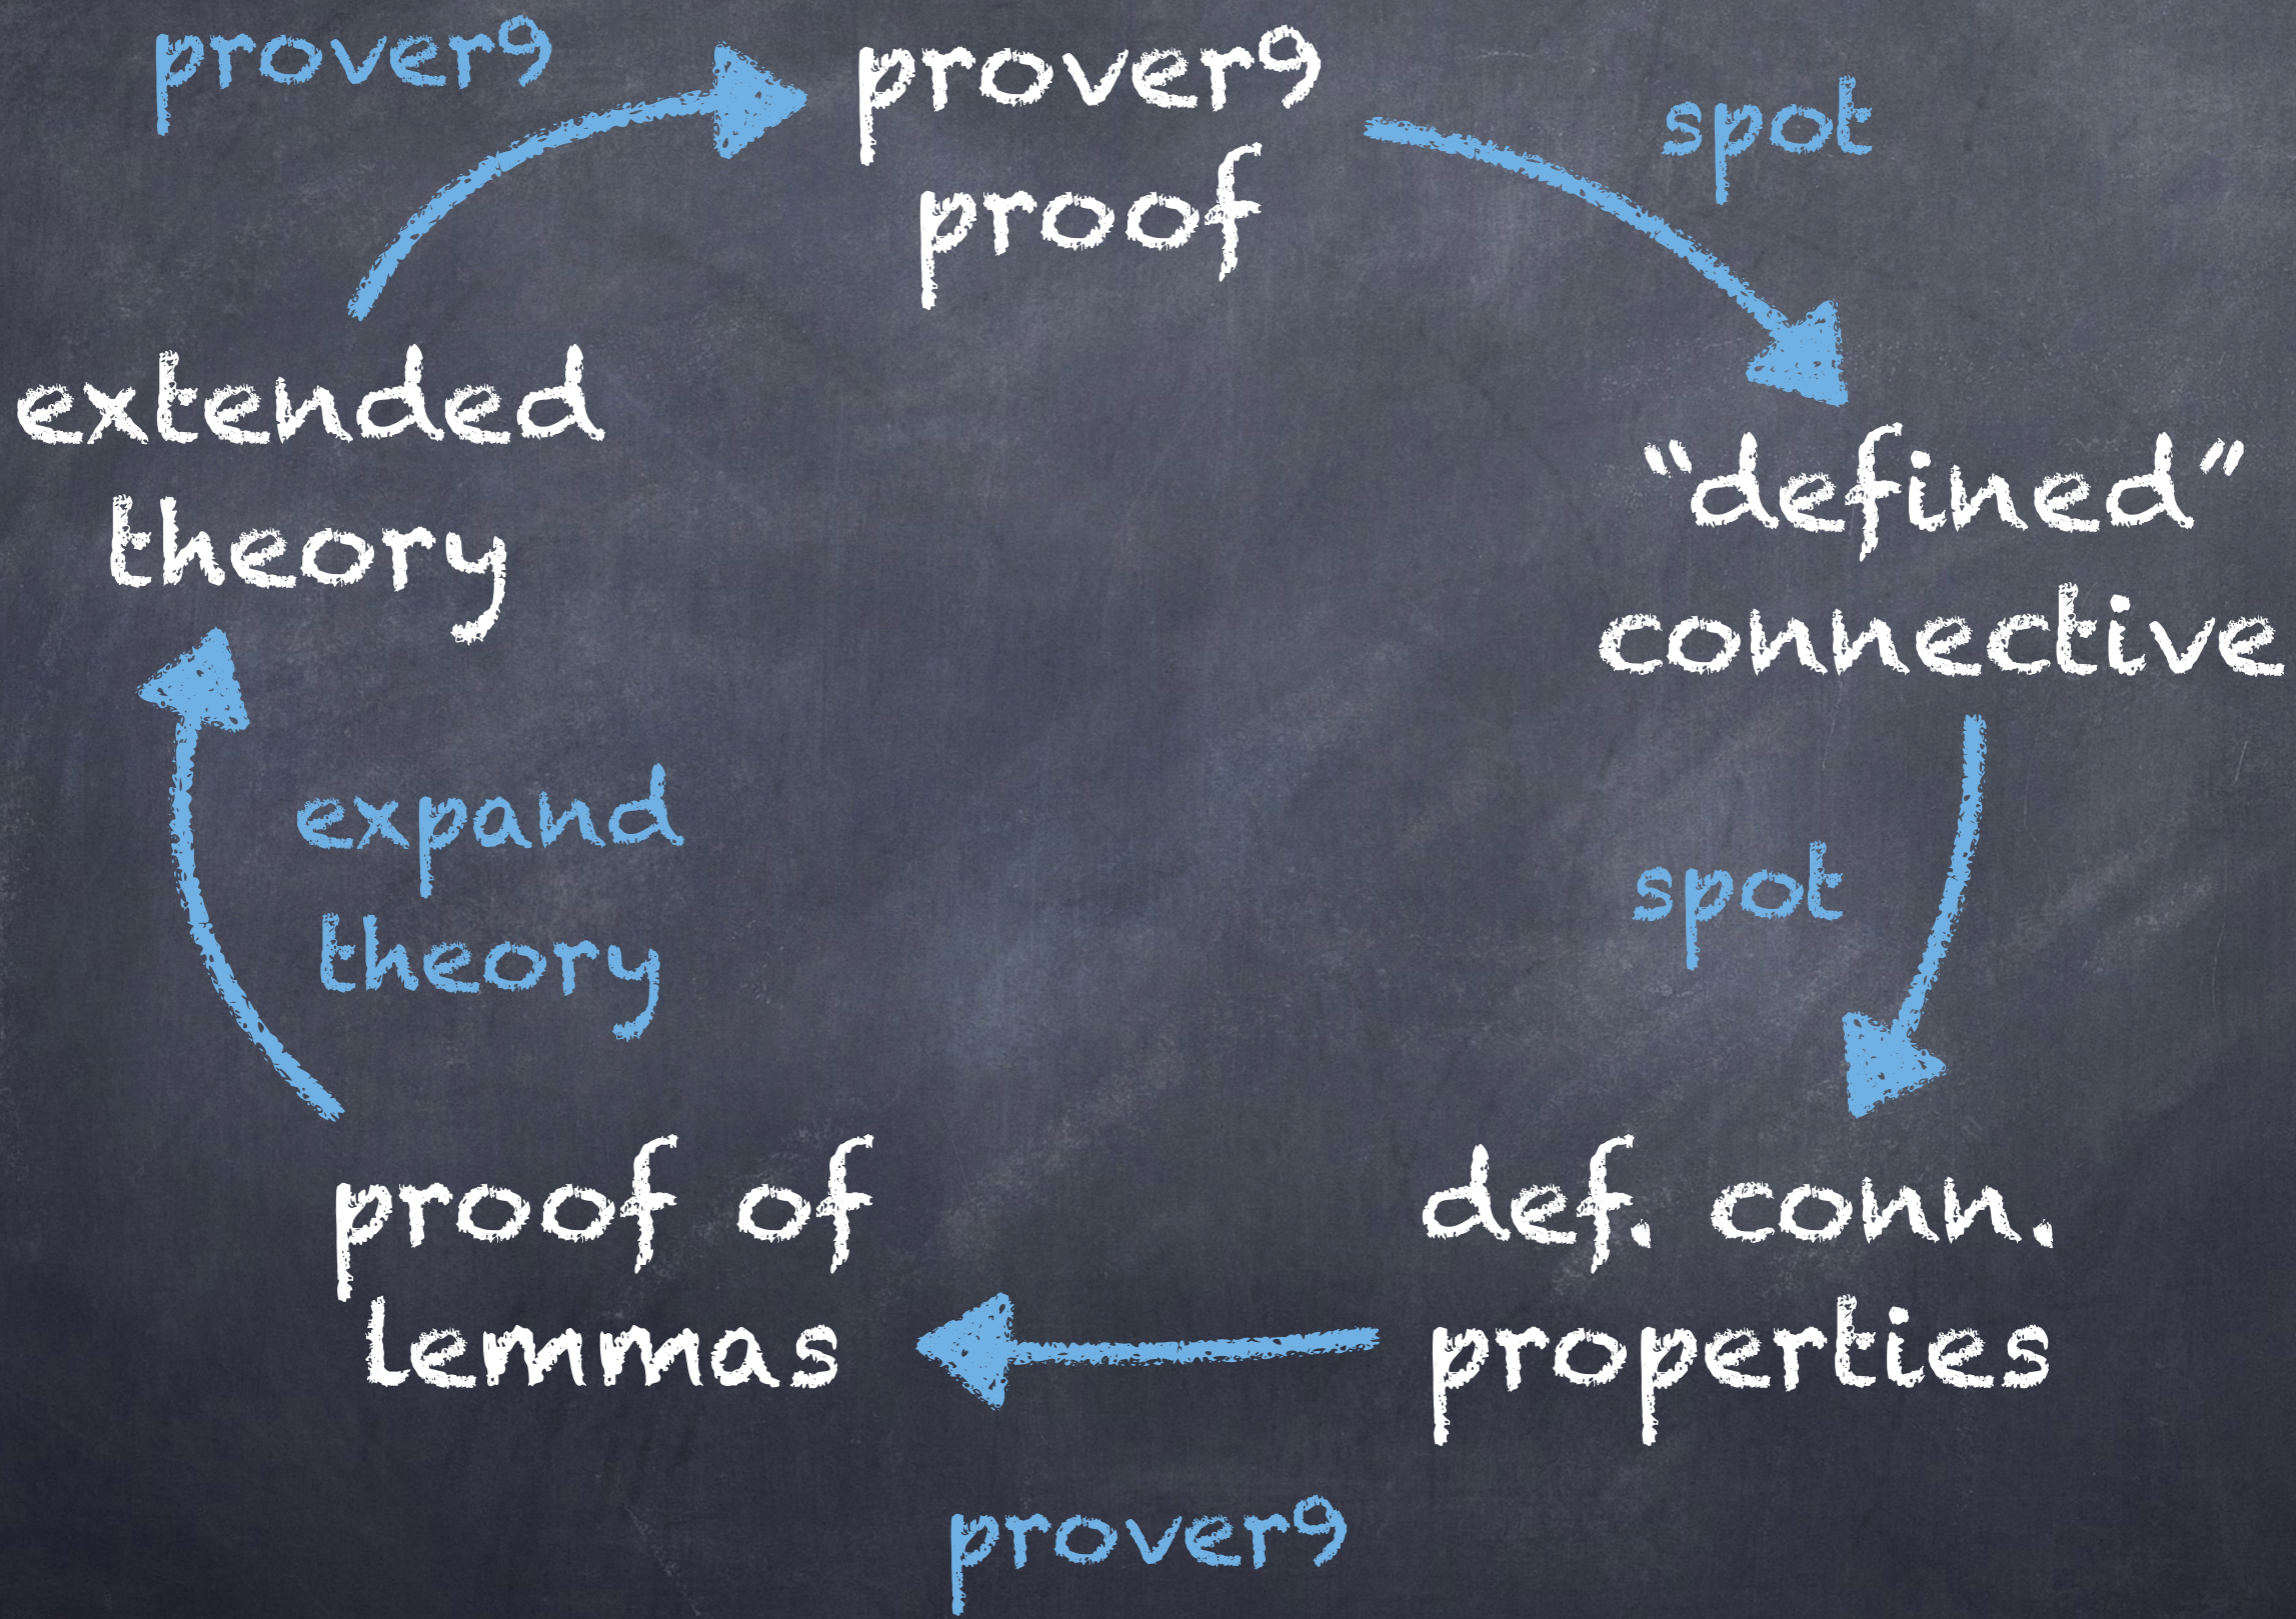 prover9
prover9
proof
spot
extended
theory
“defined”
connective
expand
theory
spot
proof of
lemmas
def. conn.
properties
prover9